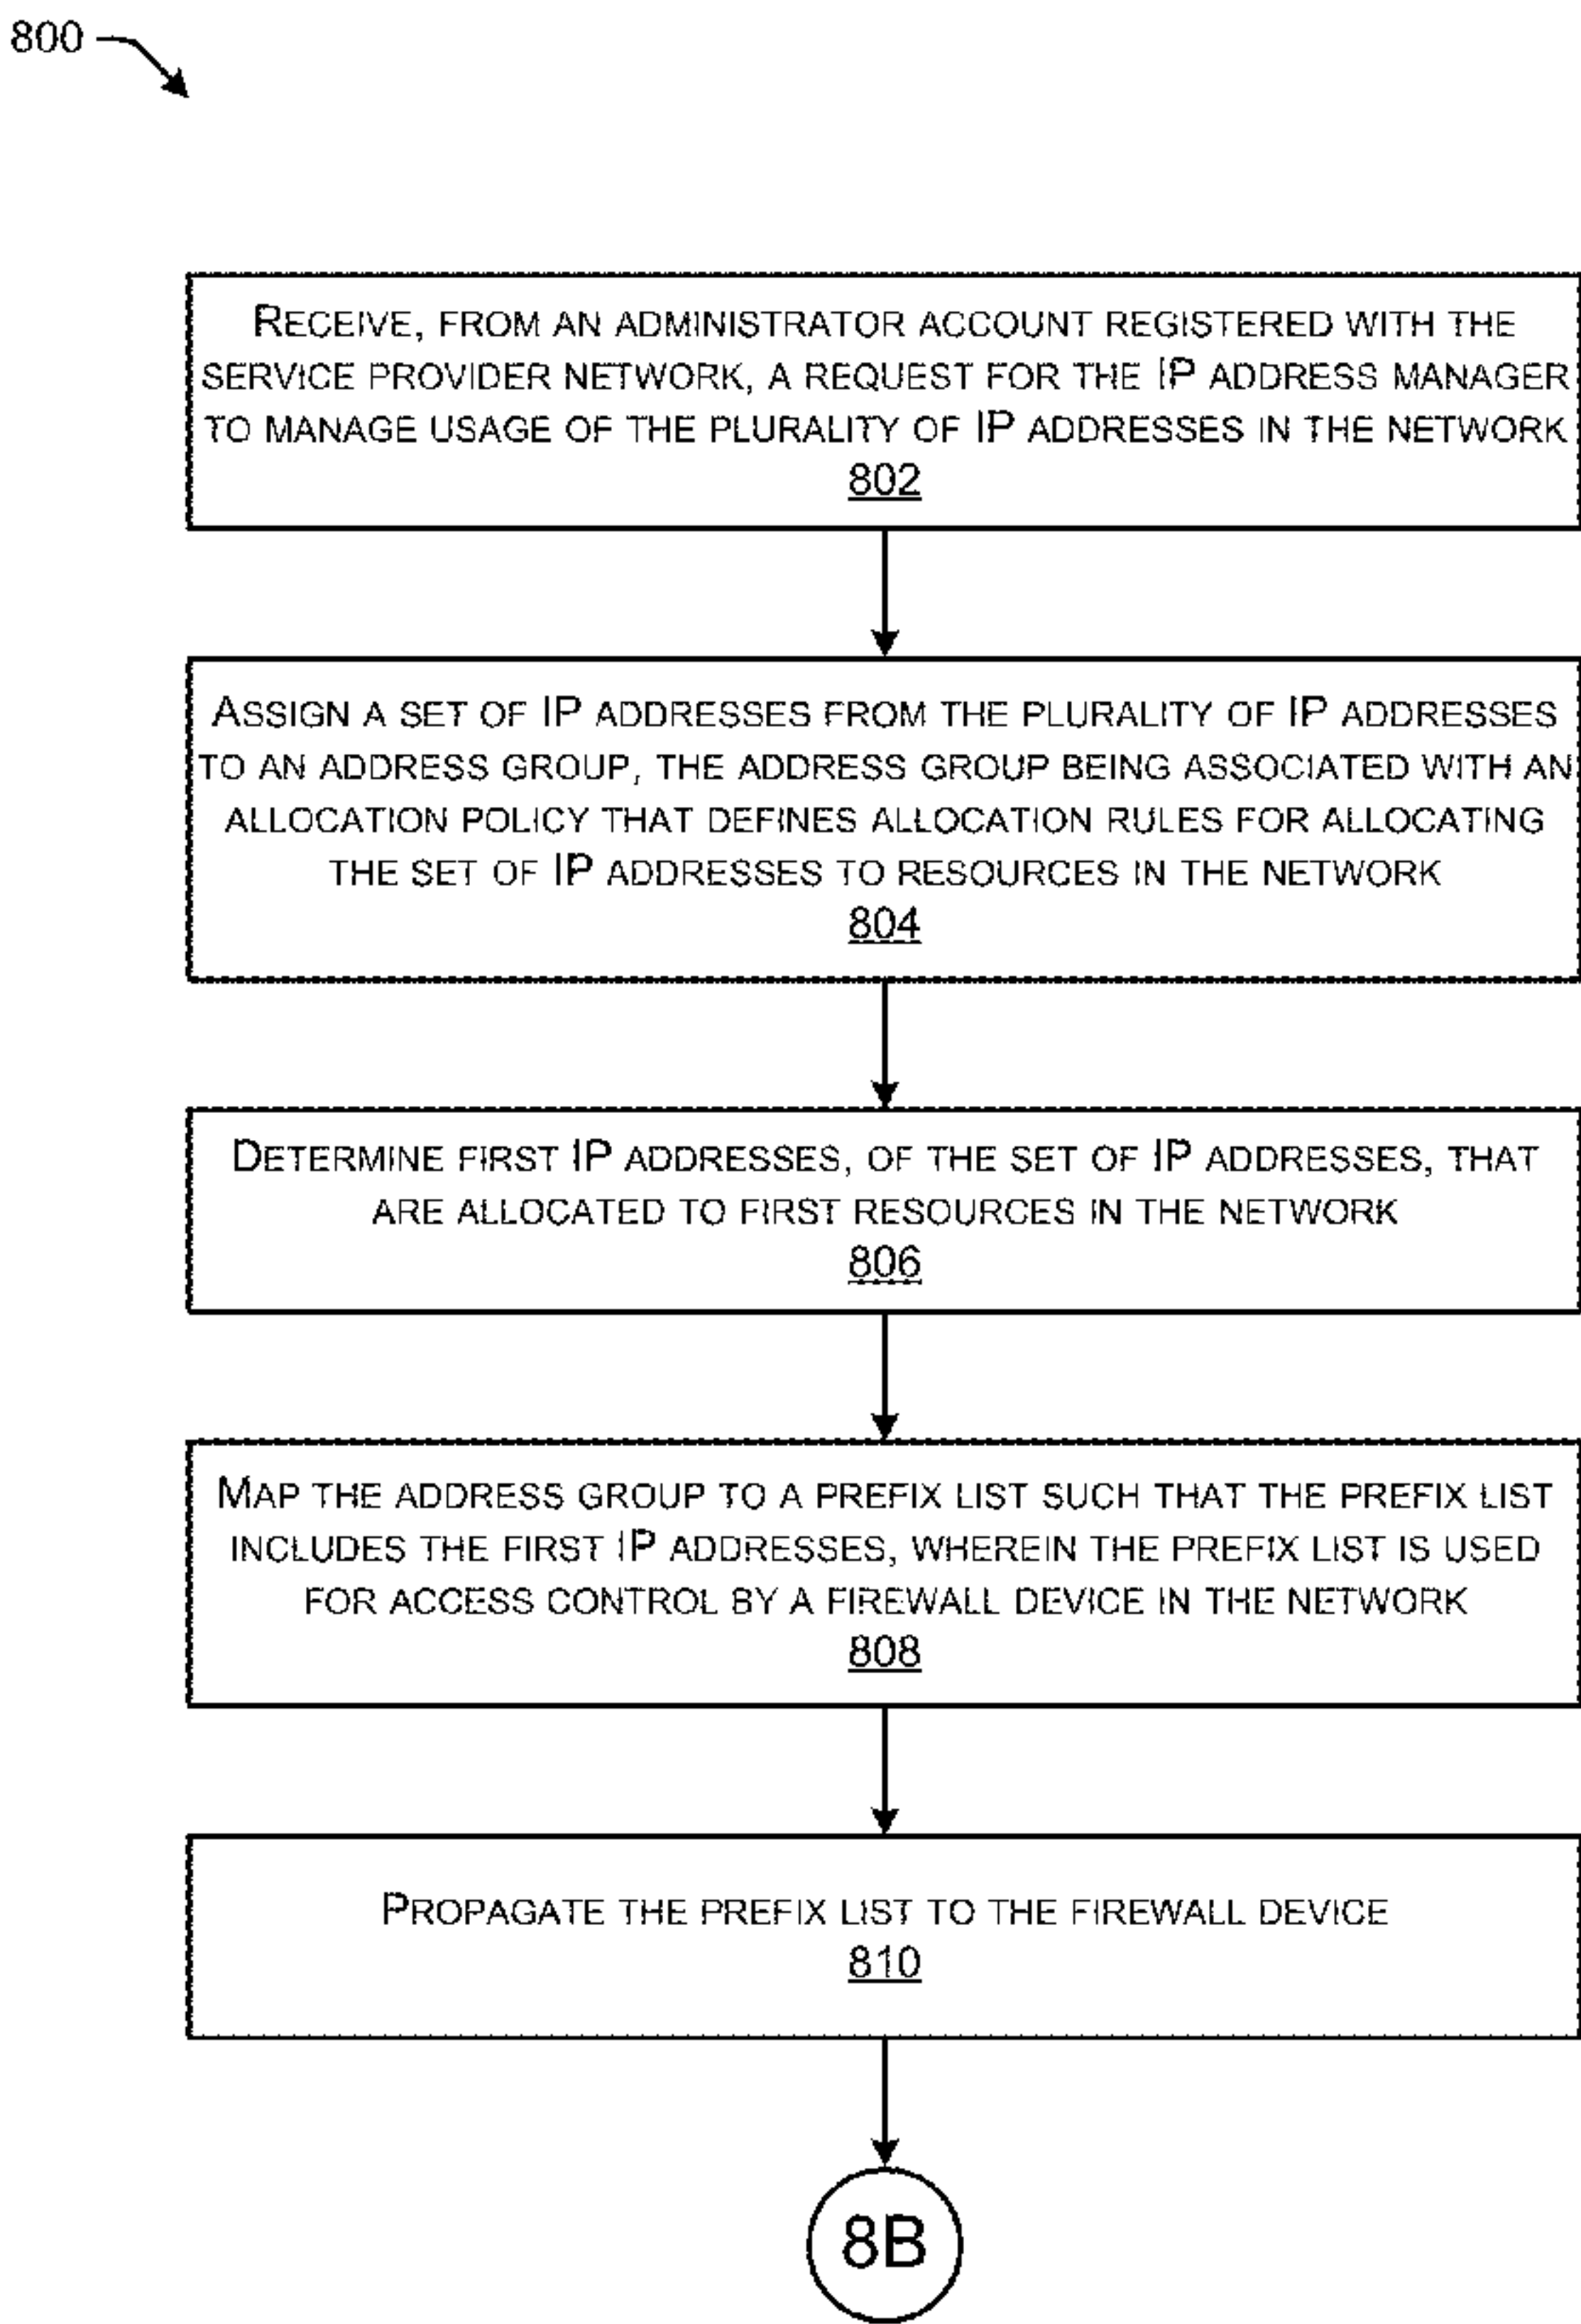 800
RECEIVE, FROM AN ADMINISTRATOR ACCOUNT REGISTERED WITH THE
SERVICE PROVIDER NETWORK, A REQUEST FOR THE IP ADDRESS MANAGER
TO MANAGE USAGE OF THE PLURALITY OF IP ADDRESSES IN THE NETWORK
802
ASSIGN A SET OF IP ADDRESSES FROM THE PLURALITY OF IP ADDRESSES
TO AN ADDRESS GROUP, THE ADDRESS GROUP BEING ASSOCIATED WITH AN
ALLOCATION POLICY THAT DEFINES ALLOCATION RULES FOR ALLOCATING
THE SET OF IP ADDRESSES TO RESOURCES IN THE NETWORK
804
DETERMINE FIRST IP ADDRESSES, OF THE SET OF IP ADDRESSES, THAT
ARE ALLOCATED TO FIRST RESOURCES IN THE NETWORK
806
MAP THE ADDRESS GROUP TO A PREFIX LIST SUCH THAT THE PREFIX LIST
INCLUDES THE FIRST IP ADDRESSES, WHEREIN THE PREFIX LIST IS USED
FOR ACCESS CONTROL BY A FIREWALL DEVICE IN THE NETWORK
808
PROPAGATE THE PREFIX LIST TO THE FIREWALL DEVICE
810
8B